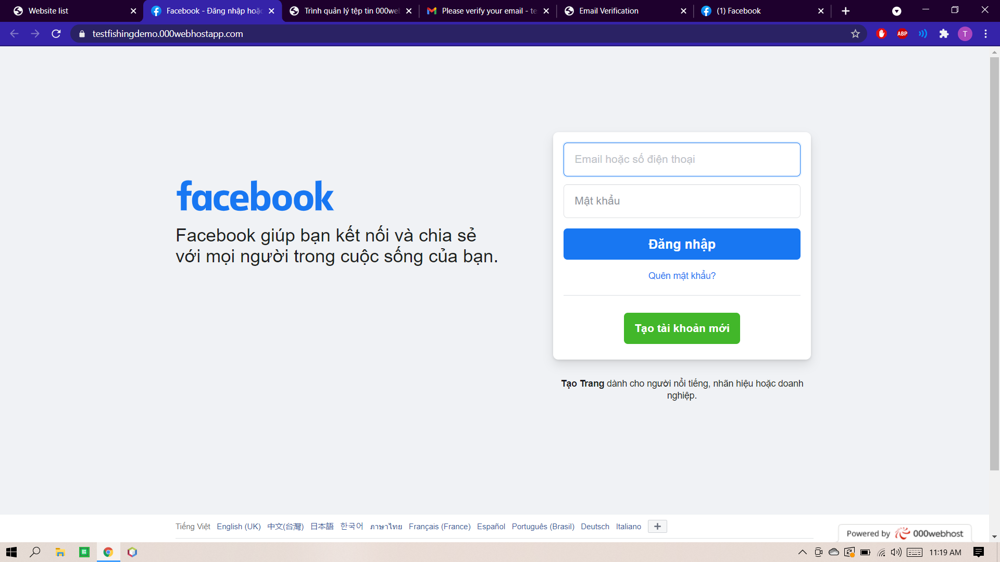 Website list
Facebook - Đăng nhập hoặc
Trình quản lý tệp tin 000web
Please verify your email - te
Email Verification
(1) Facebook
testfishingdemo.000webhostapp.com
ABP
T
facebook
Facebook giúp bạn kết nối và chia sẻ
với mọi người trong cuộc sống của bạn.
Email hoặc số điện thoại
Mật khẩu
Đăng nhập
Quên mật khẩu?
Tạo tài khoản mới
Tạo Trang dành cho người nổi tiếng, nhãn hiệu hoặc doanh
nghiệp.
Tiếng Việt English (UK) 中文(台灣) 日本語 한국어 ภาษาไทย Français (France) Español Português (Brasil) Deutsch Italiano
Powered by 000webhost
11:19 AM